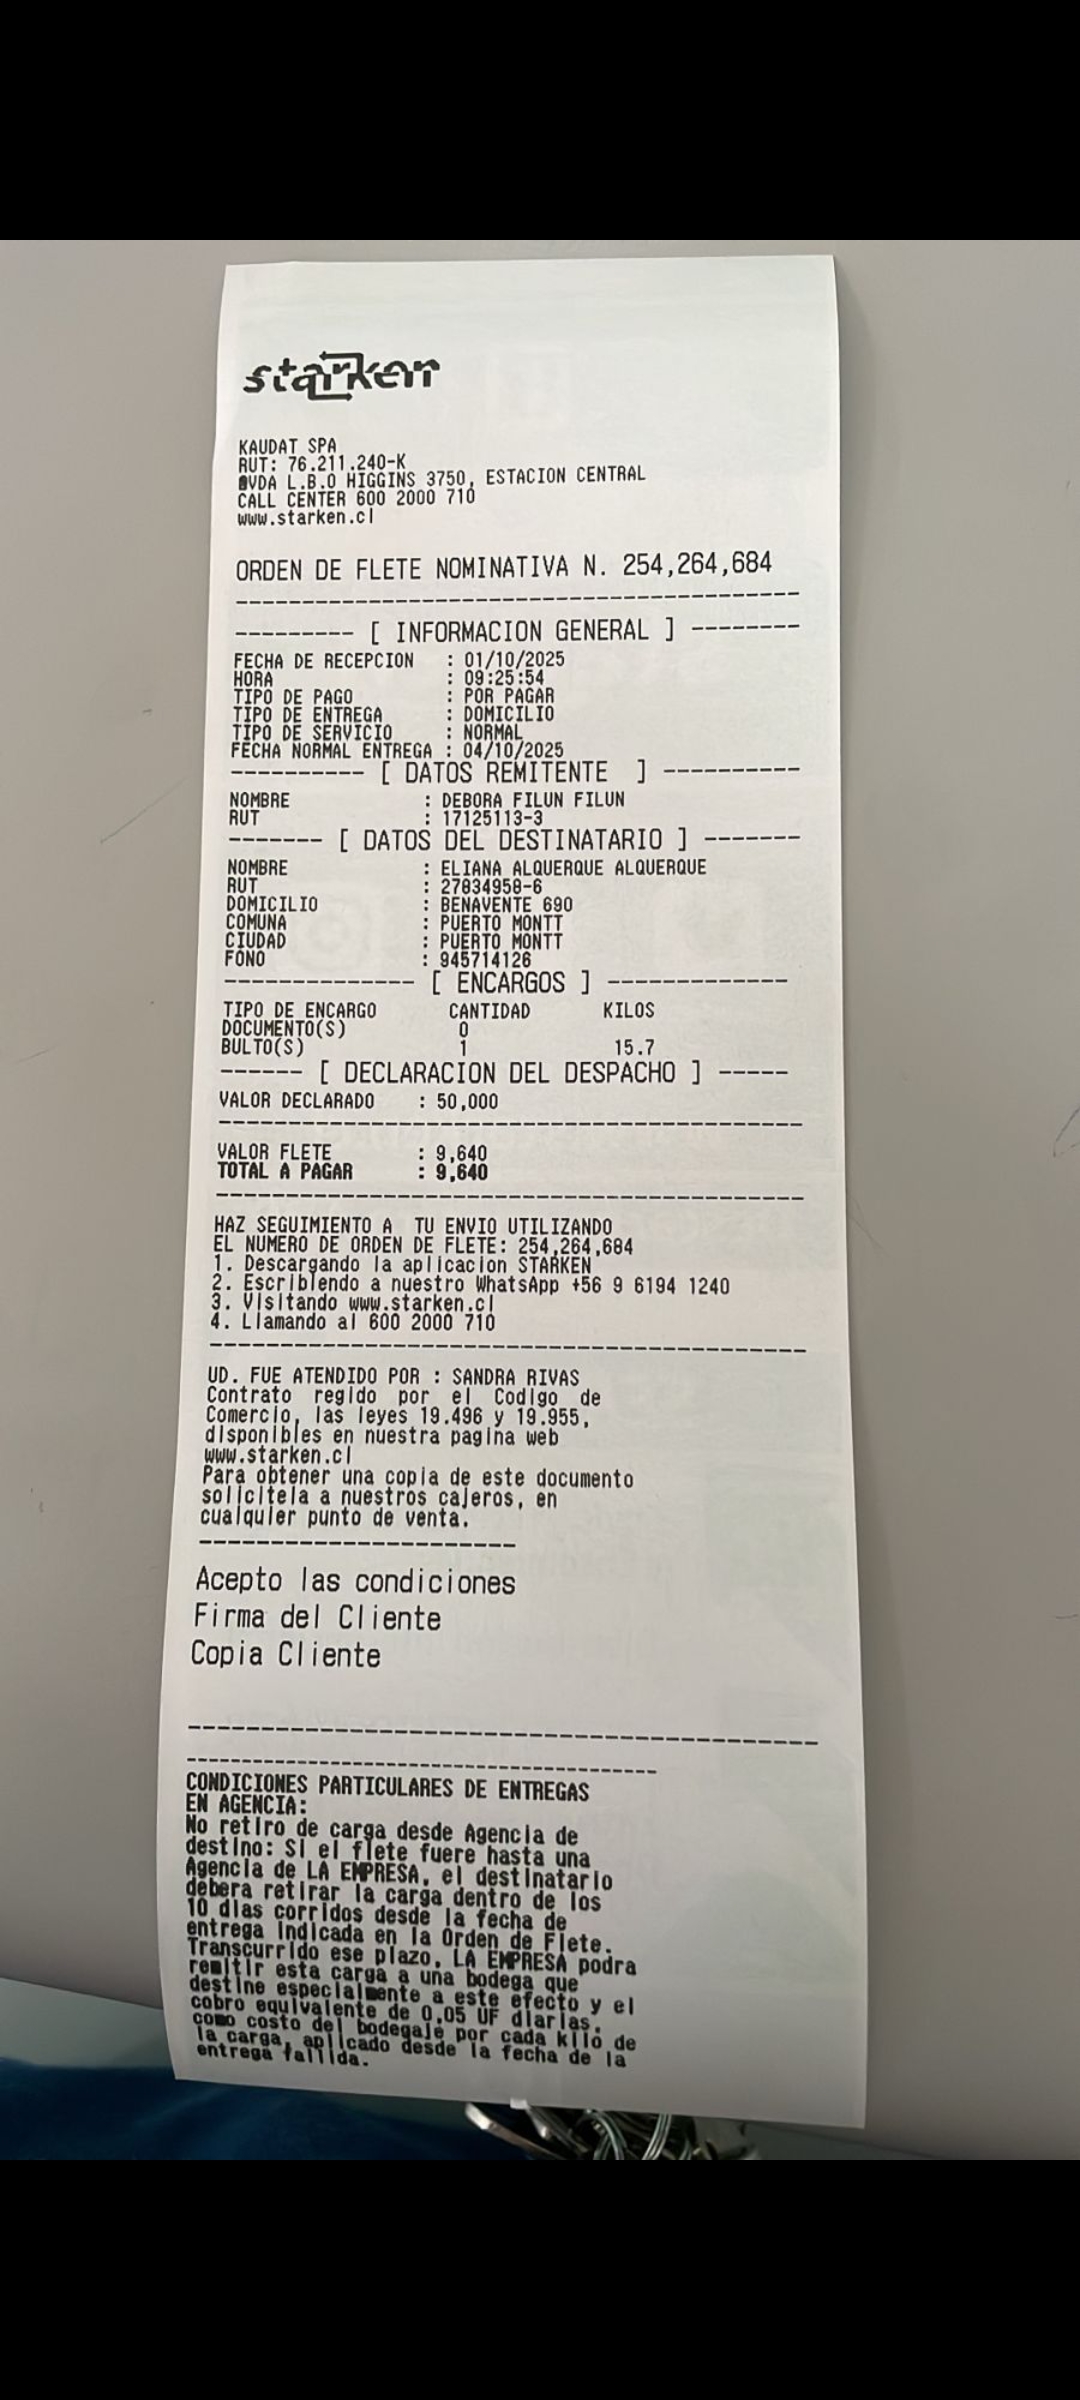 starken
KAUDAT SPA
RUT: 76.211.240-K
AVDA L.B.O HIGGINS 3750, ESTACION CENTRAL
CALL CENTER 600 2000 710
www.starken.cl
ORDEN DE FLETE NOMINATIVA N. 254,264,684
--------- [ INFORMACION GENERAL ] --------
FECHA DE RECEPCION : 01/10/2025
HORA : 09:25:54
TIPO DE PAGO : POR PAGAR
TIPO DE ENTREGA : DOMICILIO
TIPO DE SERVICIO : NORMAL
FECHA NORMAL ENTREGA : 04/10/2025
---------- [ DATOS REMITENTE ] ----------
NOMBRE : DEBORA FILUN FILUN
RUT : 17125113-3
------- [ DATOS DEL DESTINATARIO ] -------
NOMBRE : ELIANA ALQUERQUE ALQUERQUE
RUT : 27834958-6
DOMICILIO : BENAVENTE 690
COMUNA : PUERTO MONTT
CIUDAD : PUERTO MONTT
FONO : 945714126
-------------- [ ENCARGOS ] --------------
TIPO DE ENCARGO CANTIDAD KILOS
DOCUMENTO(S) 0
BULTO(S) 1 15.7
------ [ DECLARACION DEL DESPACHO ] -----
VALOR DECLARADO : 50,000
VALOR FLETE : 9,640
TOTAL A PAGAR : 9,640
HAZ SEGUIMIENTO A TU ENVIO UTILIZANDO
EL NUMERO DE ORDEN DE FLETE: 254,264,684
1. Descargando la aplicacion STARKEN
2. Escribiendo a nuestro WhatsApp +56 9 6194 1240
3. Visitando www.starken.cl
4. Llamando al 600 2000 710
UD. FUE ATENDIDO POR : SANDRA RIVAS
Contrato regido por el Codigo de
Comercio, las leyes 19.496 y 19.955,
disponibles en nuestra pagina web
www.starken.cl
Para obtener una copia de este documento
solicitela a nuestros cajeros, en
cualquier punto de venta.
Acepto las condiciones
Firma del Cliente
Copia Cliente
CONDICIONES PARTICULARES DE ENTREGAS
EN AGENCIA:
No retiro de carga desde Agencia de
destino: Si el flete fuere hasta una
Agencia de LA EMPRESA, el destinatario
debera retirar la carga dentro de los
10 dias corridos desde la fecha de
entrega indicada en la Orden de Flete.
Transcurrido ese plazo, LA EMPRESA podra
remitir esta carga a una bodega que
destine especialmente a este efecto y el
cobro equivalente de 0,05 UF diarias,
como costo del bodegaje por cada kilo de
la carga, aplicado desde la fecha de la
entrega fallida.